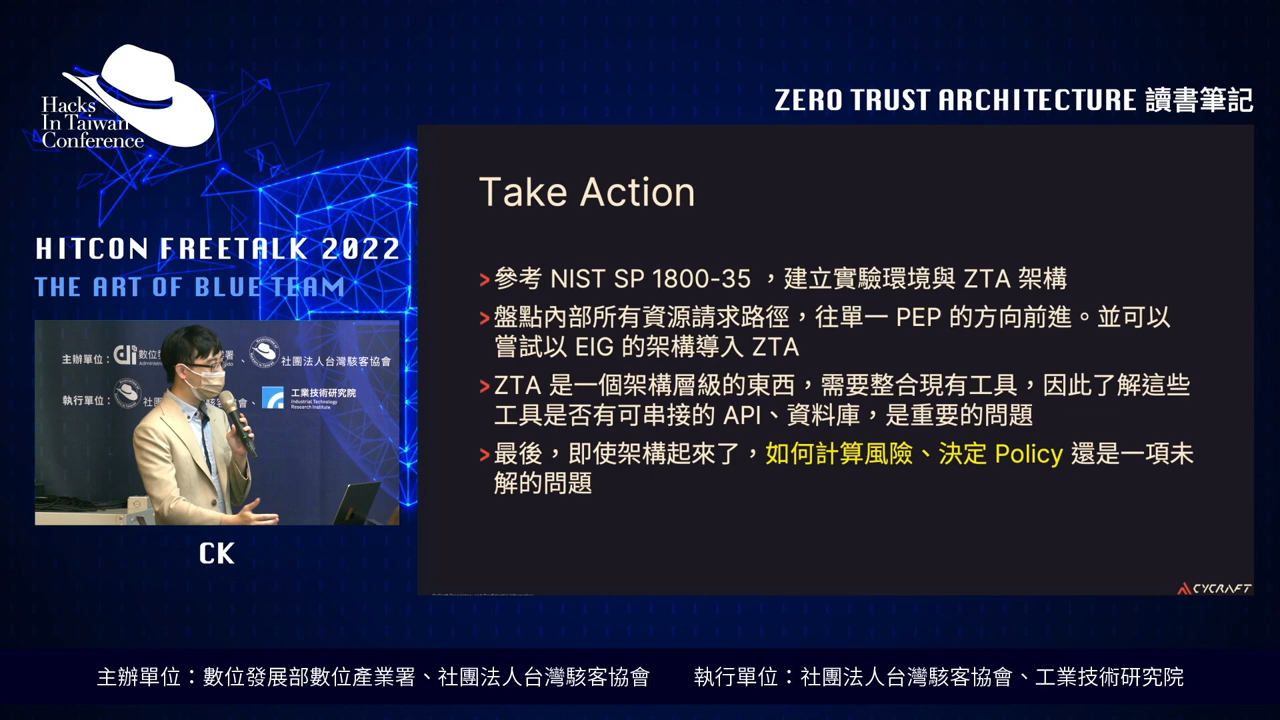 Hacks
In Taiwan
Conference
ZERO TRUST ARCHITECTURE 讀書筆記
HITCON FREETALK 2022
THE ART OF BLUE TEAM
主辦單位：
數位發
社團法人台灣駭客協會
執行單位：
社團
工業技術研究院
Industrial Technology
Research Institute
CK
Take Action
參考 NIST SP 1800-35 ，建立實驗環境與 ZTA 架構
盤點內部所有資源請求路徑，往單一 PEP 的方向前進。並可以
嘗試以 EIG 的架構導入 ZTA
ZTA 是一個架構層級的東西，需要整合現有工具，因此了解這些
工具是否有可串接的 API、資料庫，是重要的問題
最後，即使架構起來了，如何計算風險、決定 Policy 還是一項未
解的問題
CYCRAFT
主辦單位：數位發展部數位產業署、社團法人台灣駭客協會 執行單位：社團法人台灣駭客協會、工業技術研究院